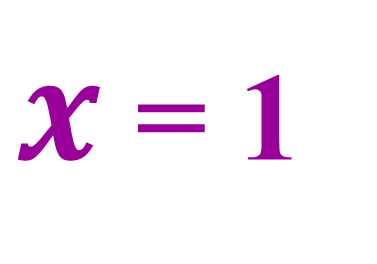 x = 1